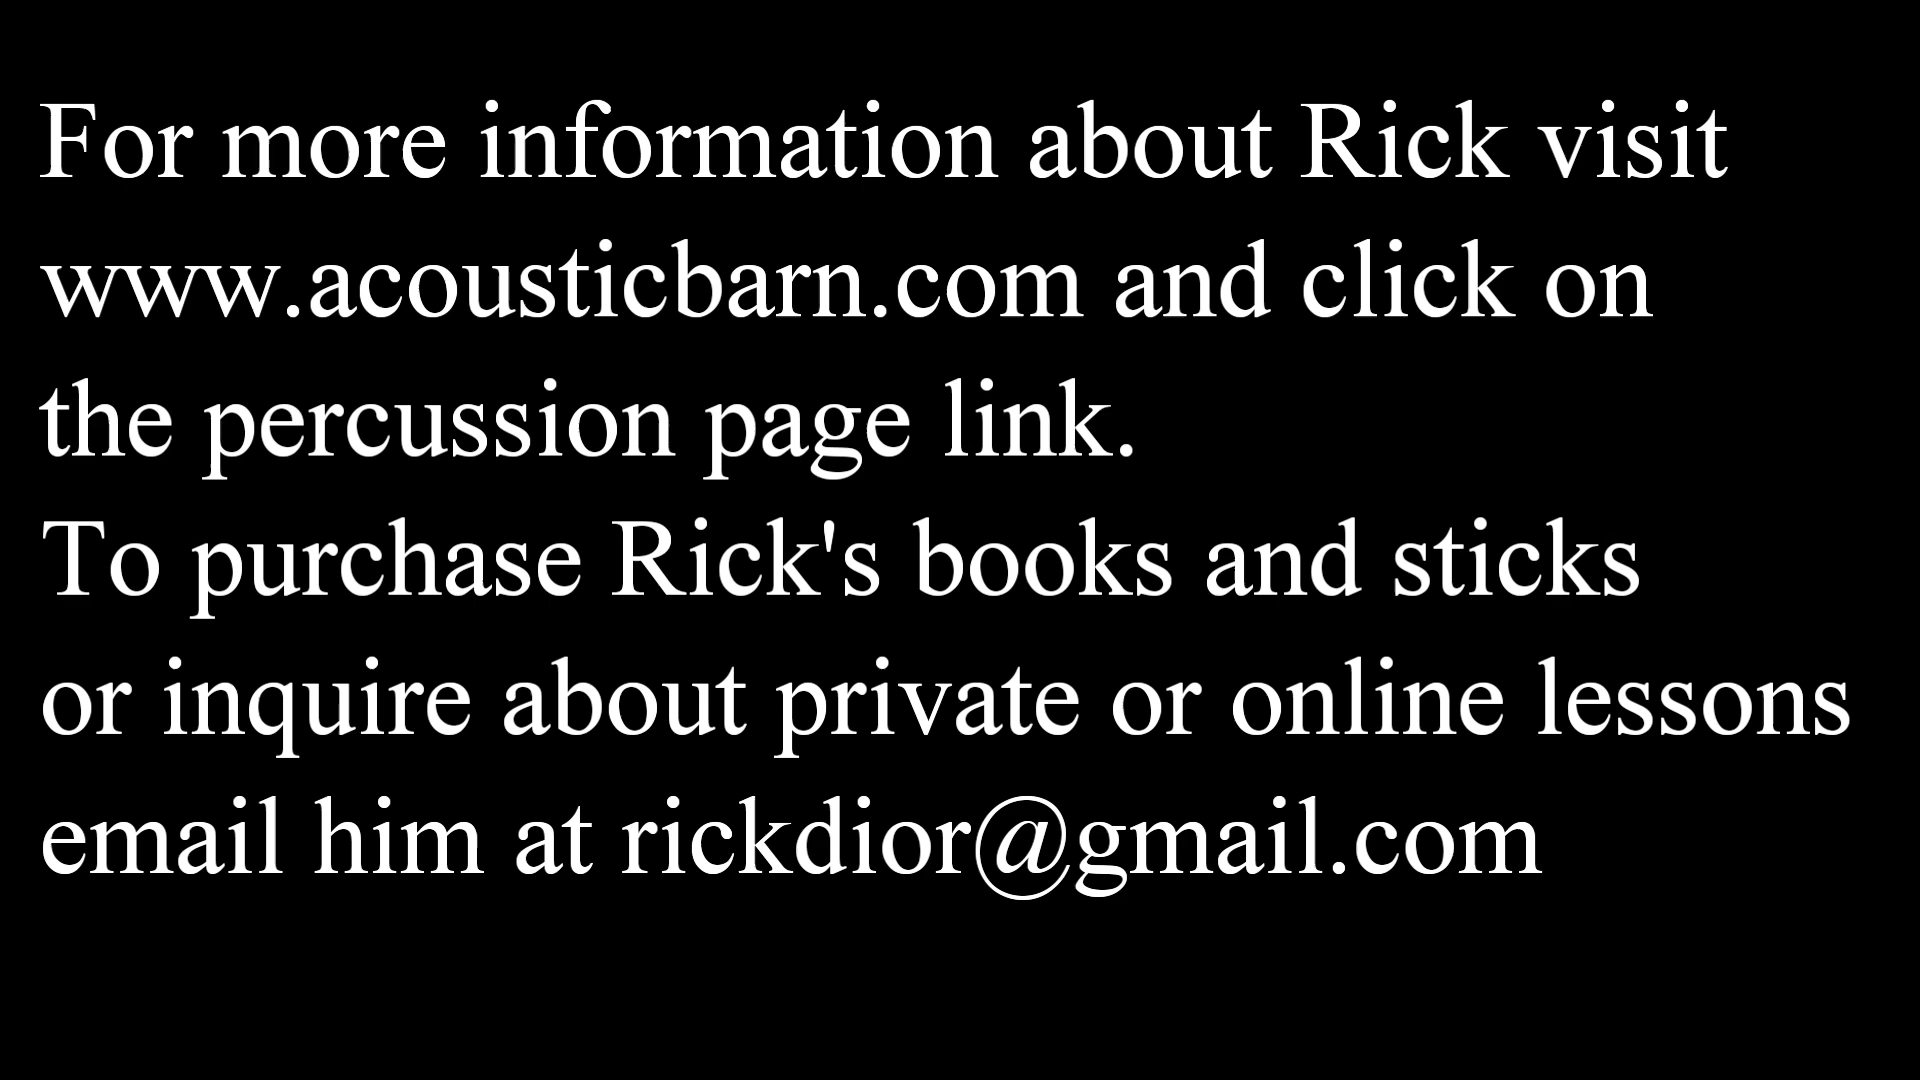 For more information about Rick visit
www.acousticbarn.com and click on
the percussion page link.
To purchase Rick's books and sticks
or inquire about private or online lessons
email him at rickdior@gmail.com